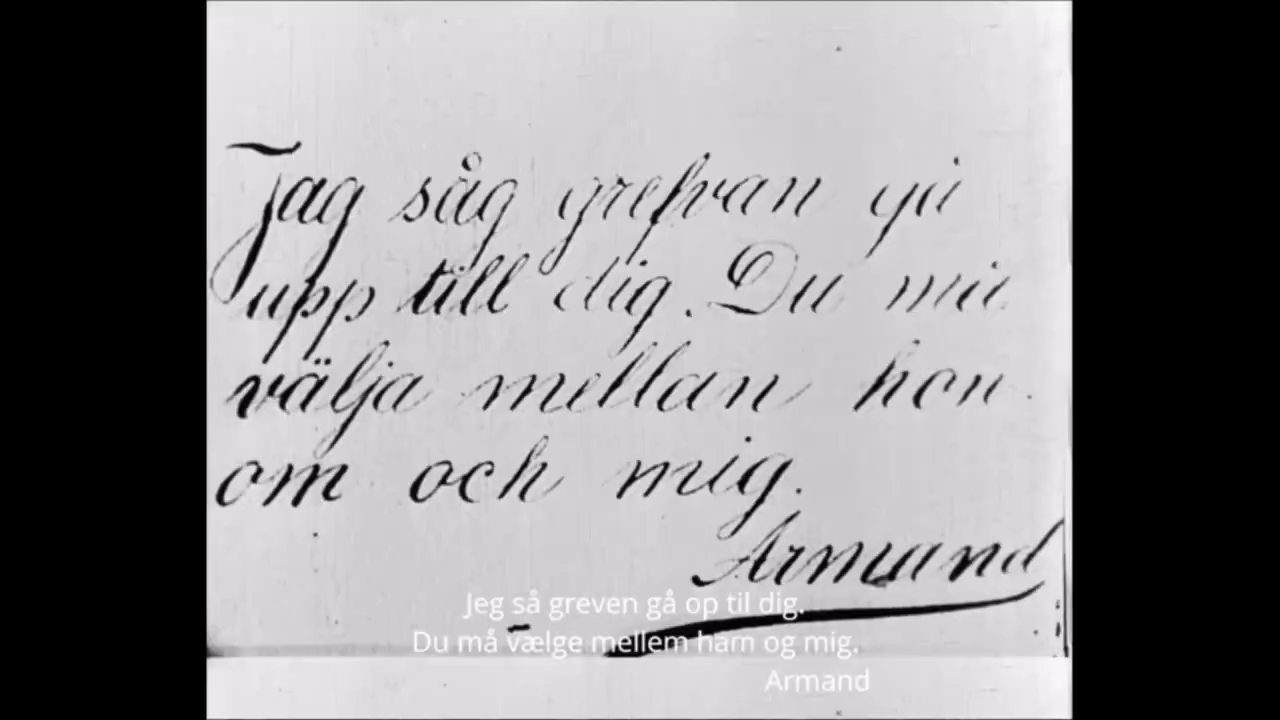 Jag såg grefvan gå
upp till dig. Du må
välja mellan hon
om och mig.
Armand
Jeg så greven gå op til dig.
Du må vælge mellem ham og mig.
Armand